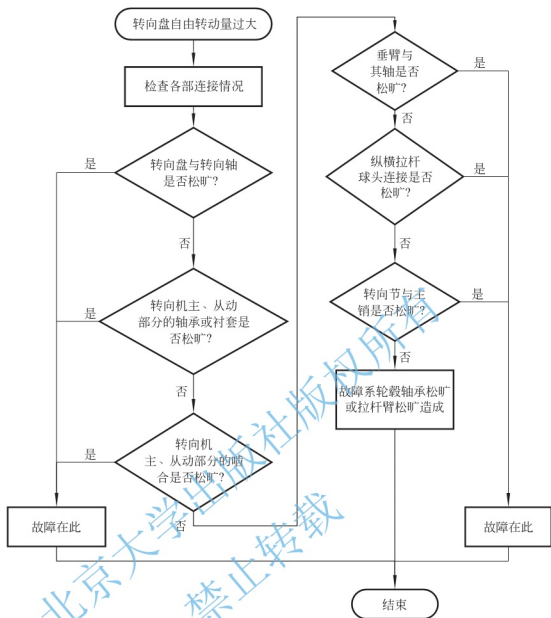 转向盘自由转动量过大
检查各部连接情况
转向盘与转向轴
是否松旷?
是
否
转向机主、从动
部分的轴承或衬套是
否松旷?
是
否
转向机
主、从动部分的啮
合是否松旷?
是
否
故障在此
垂臂与
其轴是否
松旷?
是
否
纵横拉杆
球头连接是否
松旷?
是
否
转向节与主
销是否松旷?
是
否
故障系轮毂轴承松旷
或拉杆臂松旷造成
故障在此
结束
北京大学出版社版权所有
禁止转载